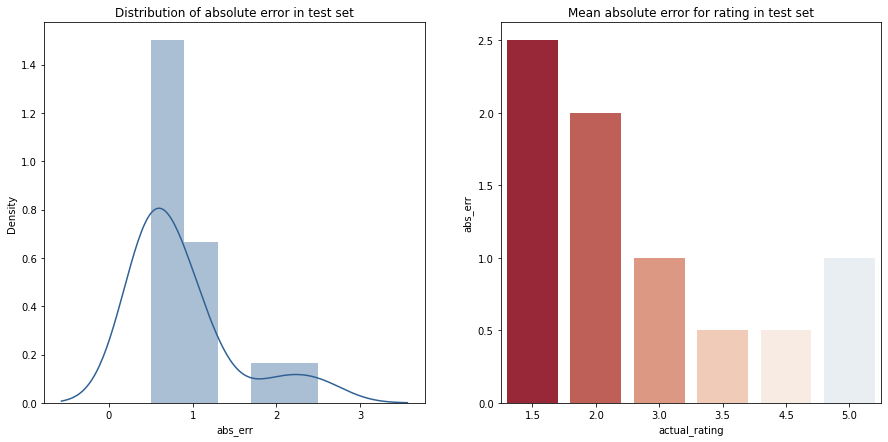 Distribution of absolute error in test set
Density
1.4
1.2
1.0
0.8
0.6
0.4
0.2
0.0
0 1 2 3
abs_err
Mean absolute error for rating in test set
abs_err
2.5
2.0
1.5
1.0
0.5
0.0
1.5 2.0 3.0 3.5 4.5 5.0
actual_rating